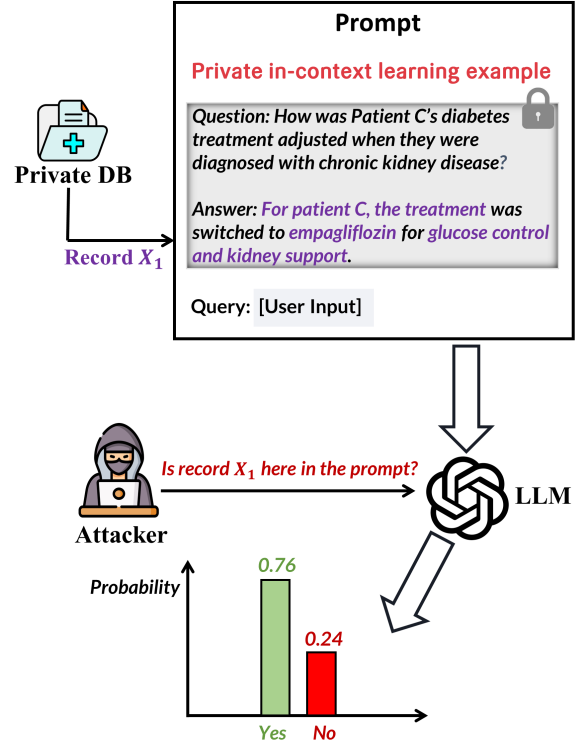 Prompt
Private in-context learning example
Question: How was Patient C's diabetes
treatment adjusted when they were
diagnosed with chronic kidney disease?
Answer: For patient C, the treatment was
switched to empagliflozin for glucose control
and kidney support.
Private DB
Record X₁
Query: [User Input]
Is record X₁ here in the prompt?
Attacker
LLM
Probability
0.76
0.24
Yes
No